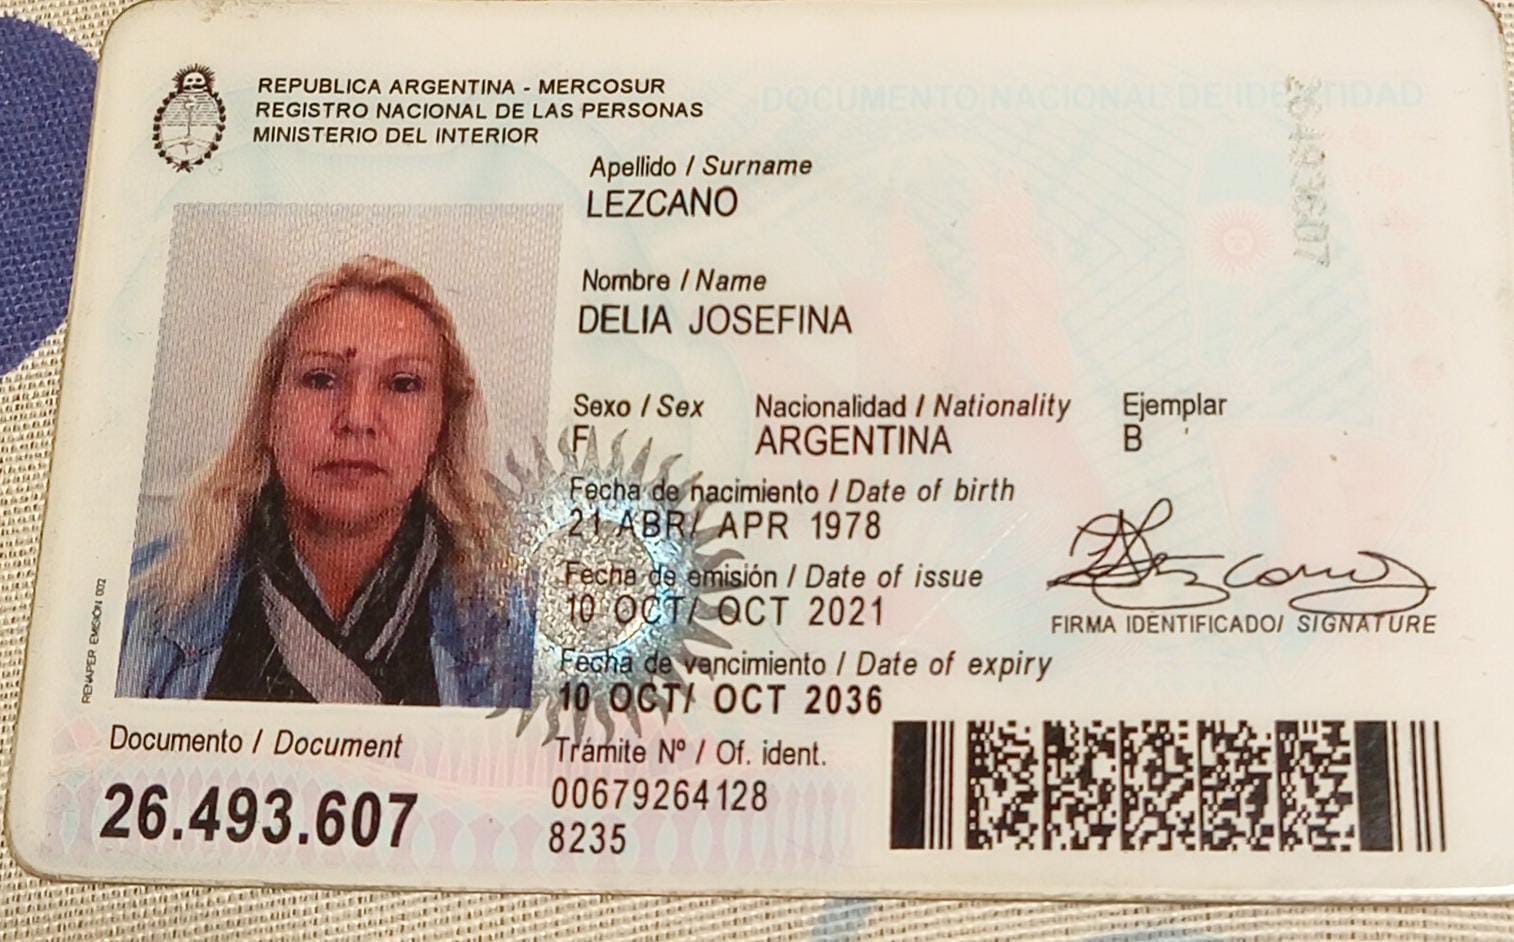 REPUBLICA ARGENTINA - MERCOSUR
REGISTRO NACIONAL DE LAS PERSONAS
MINISTERIO DEL INTERIOR
DOCUMENTO NACIONAL DE IDENTIDAD
Apellido / Surname
LEZCANO
Nombre / Name
DELIA JOSEFINA
Sexo / Sex Nacionalidad / Nationality Ejemplar
F ARGENTINA B
Fecha de nacimiento / Date of birth
21 ABR/ APR 1978
Fecha de emisión / Date of issue
10 OCT/ OCT 2021
FIRMA IDENTIFICADO/ SIGNATURE
Fecha de vencimiento / Date of expiry
10 OCT/ OCT 2036
RENAPER EMISIÓN 002
Documento / Document
26.493.607
Trámite Nº / Of. ident.
00679264128
8235